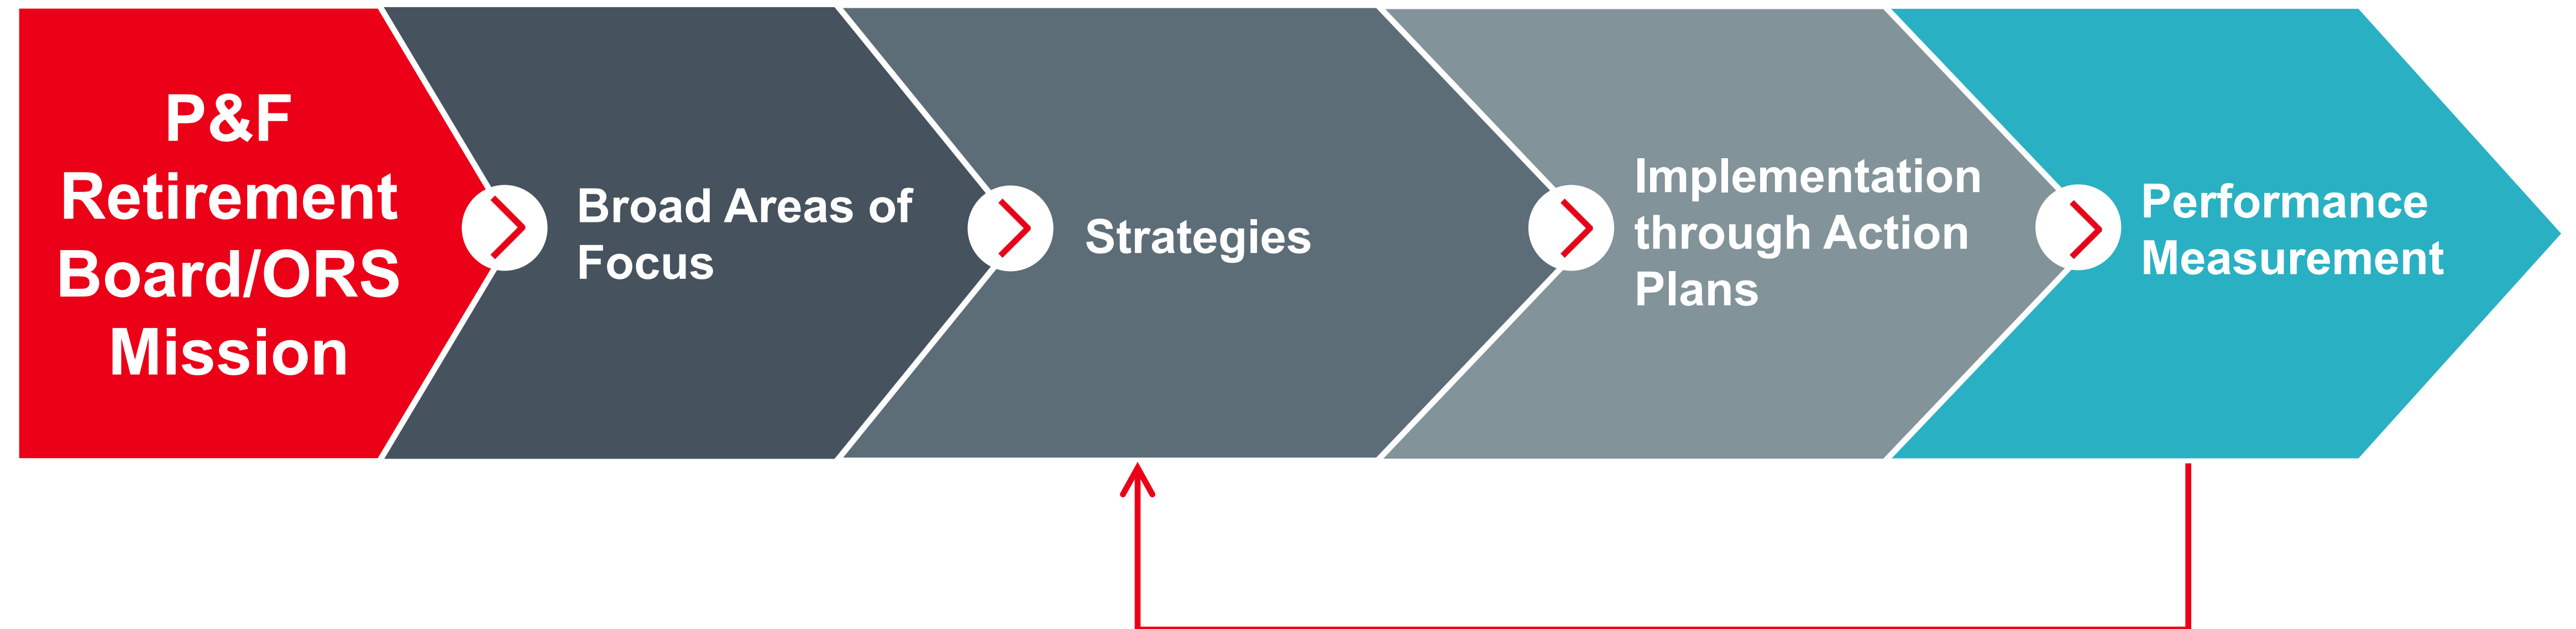 P&F
Retirement
Board/ORS
Mission
Broad Areas of
Focus
Strategies
Implementation
through Action
Plans
Performance
Measurement